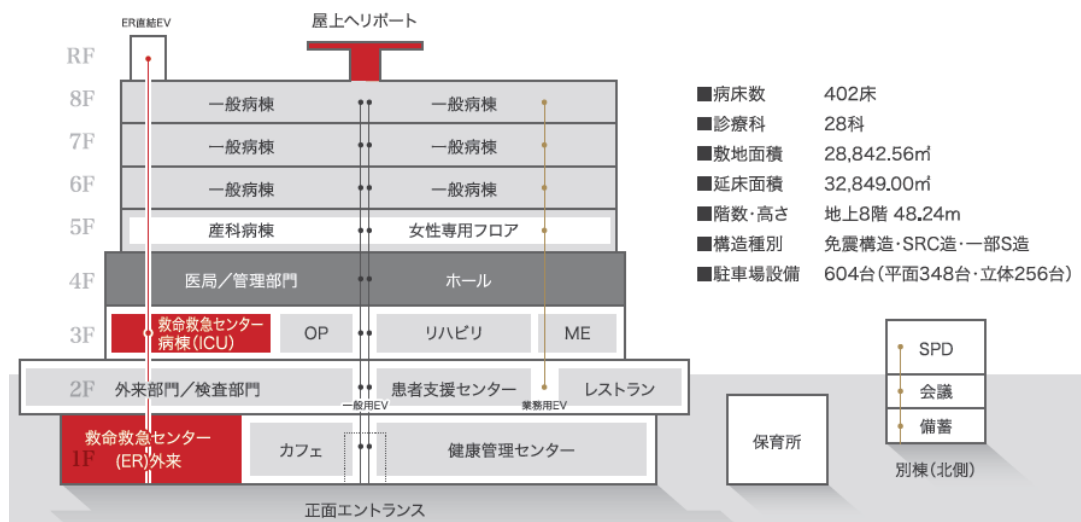 ER直結EV
屋上ヘリポート
RF
8F 一般病棟 一般病棟
7F 一般病棟 一般病棟
6F 一般病棟 一般病棟
5F 産科病棟 女性専用フロア
4F 医局/管理部門 ホール
3F 救命救急センター
病棟(ICU) OP リハビリ ME
2F 外来部門/検査部門 患者支援センター レストラン
一般用EV 業務用EV
救命救急センター
1F (ER)外来 カフェ 健康管理センター
正面エントランス
■病床数 402床
■診療科 28科
■敷地面積 28,842.56㎡
■延床面積 32,849.00㎡
■階数・高さ 地上8階 48.24m
■構造種別 免震構造・SRC造・一部S造
■駐車場設備 604台(平面348台・立体256台)
保育所
SPD
会議
備蓄
別棟(北側)